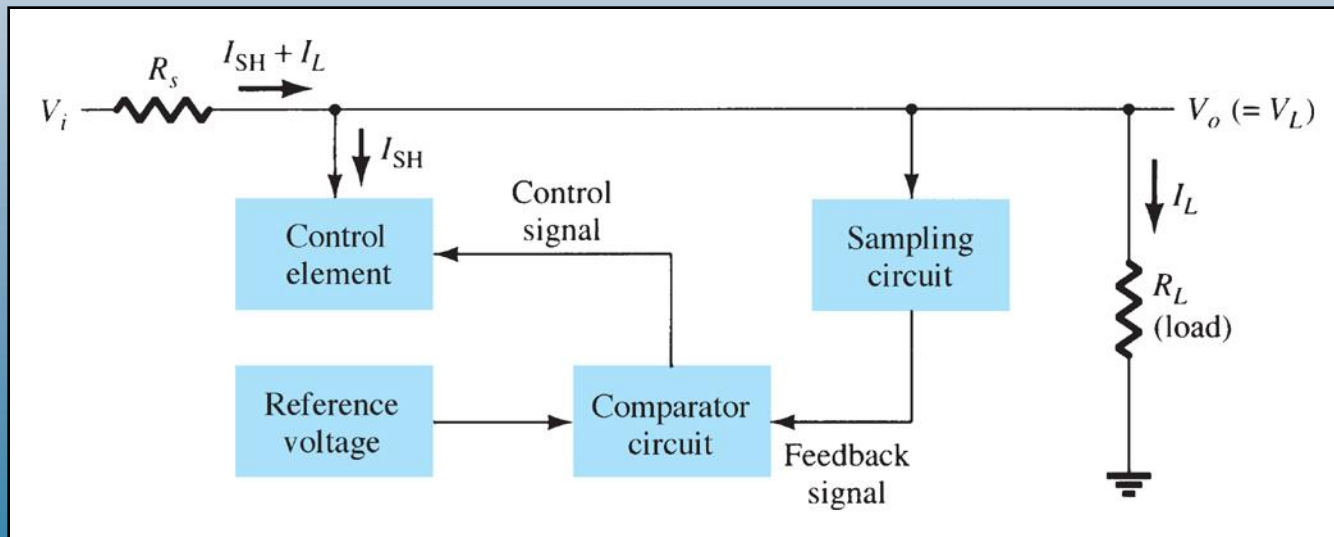 I_SH + I_L
R_s
V_i
V_o (= V_L)
I_SH
Control
signal
I_L
Control
element
Sampling
circuit
R_L
(load)
Reference
voltage
Comparator
circuit
Feedback
signal